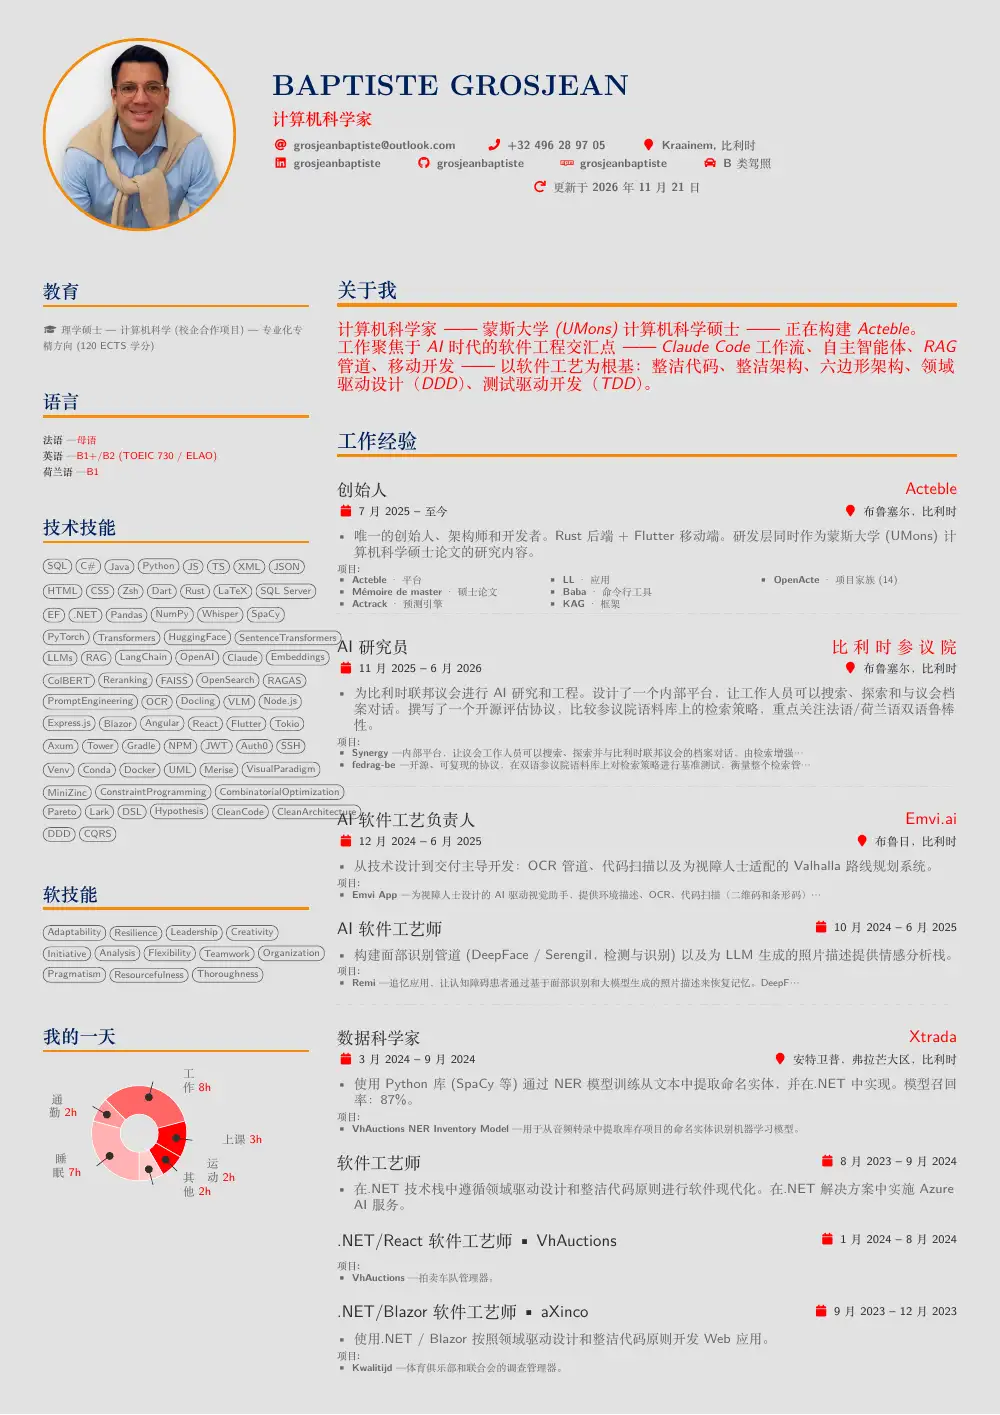 BAPTISTE GROSJEAN
计算机科学家
grosjeanbaptiste@outlook.com +32 496 28 97 05 Kraainem, 比利时
grosjeanbaptiste grosjeanbaptiste grosjeanbaptiste B 类驾照
更新于 2026 年 11 月 21 日
教育
理学硕士 — 计算机科学 (校企合作项目) — 专业化专
精方向 (120 ECTS 学分)
语言
法语 —母语
英语 —B1+/B2 (TOEIC 730 / ELAO)
荷兰语 —B1
技术技能
SQL C# Java Python JS TS XML JSON
HTML CSS Zsh Dart Rust LaTeX SQL Server
EF .NET Pandas NumPy Whisper SpaCy
PyTorch Transformers HuggingFace SentenceTransformers
LLMs RAG LangChain OpenAI Claude Embeddings
ColBERT Reranking FAISS OpenSearch RAGAS
PromptEngineering OCR Docling VLM Node.js
Express.js Blazor Angular React Flutter Tokio
Axum Tower Gradle NPM JWT Auth0 SSH
Venv Conda Docker UML Merise VisualParadigm
MiniZinc ConstraintProgramming CombinatorialOptimization
Pareto Lark DSL Hypothesis CleanCode CleanArchitecture
DDD CQRS
软技能
Adaptability Resilience Leadership Creativity
Initiative Analysis Flexibility Teamwork Organization
Pragmatism Resourcefulness Thoroughness
我的一天
工
作 8h
通
勤 2h
上课 3h
睡
眠 7h
运
动 2h
其
他 2h
关于我
计算机科学家 —— 蒙斯大学 (UMons) 计算机科学硕士 —— 正在构建 Acteble。
工作聚焦于 AI 时代的软件工程交汇点 —— Claude Code 工作流、自主智能体、RAG
管道、移动开发 —— 以软件工艺为根基：整洁代码、整洁架构、六边形架构、领域
驱动设计（DDD）、测试驱动开发（TDD）。
工作经验
创始人 Acteble
7 月 2025 – 至今 布鲁塞尔，比利时
唯一的创始人、架构师和开发者。Rust 后端 + Flutter 移动端。研发层同时作为蒙斯大学 (UMons) 计
算机科学硕士论文的研究内容。
项目:
Acteble · 平台 LL · 应用 OpenActe · 项目家族 (14)
Mémoire de master · 硕士论文 Baba · 命令行工具
Actrack · 预测引擎 KAG · 框架
AI 研究员 比利时参议院
11 月 2025 – 6 月 2026 布鲁塞尔，比利时
为比利时联邦议会进行 AI 研究和工程。设计了一个内部平台，让工作人员可以搜索、探索和与议会档
案对话。撰写了一个开源评估协议，比较参议院语料库上的检索策略，重点关注法语/荷兰语双语鲁棒
性。
项目:
Synergy —内部平台，让议会工作人员可以搜索、探索并与比利时联邦议会的档案对话，由检索增强…
fedrag-be —开源、可复现的协议，在双语参议院语料库上对检索策略进行基准测试，衡量整个检索管…
AI 软件工艺负责人 Emvi.ai
12 月 2024 – 6 月 2025 布鲁日，比利时
从技术设计到交付主导开发：OCR 管道、代码扫描以及为视障人士适配的 Valhalla 路线规划系统。
项目:
Emvi App —为视障人士设计的 AI 驱动视觉助手，提供环境描述、OCR、代码扫描（二维码和条形码）…
AI 软件工艺师 10 月 2024 – 6 月 2025
构建面部识别管道 (DeepFace / Serengil，检测与识别) 以及为 LLM 生成的照片描述提供情感分析栈。
项目:
Remi —追忆应用，让认知障碍患者通过基于面部识别和大模型生成的照片描述来恢复记忆。DeepF…
数据科学家 Xtrada
3 月 2024 – 9 月 2024 安特卫普，弗拉芒大区，比利时
使用 Python 库 (SpaCy 等) 通过 NER 模型训练从文本中提取命名实体，并在.NET 中实现。模型召回
率：87%。
项目:
VhAuctions NER Inventory Model —用于从音频转录中提取库存项目的命名实体识别机器学习模型。
软件工艺师 8 月 2023 – 9 月 2024
在.NET 技术栈中遵循领域驱动设计和整洁代码原则进行软件现代化。在.NET 解决方案中实施 Azure
AI 服务。
.NET/React 软件工艺师 ▪ VhAuctions 1 月 2024 – 8 月 2024
项目:
VhAuctions —拍卖车队管理器。
.NET/Blazor 软件工艺师 ▪ aXinco 9 月 2023 – 12 月 2023
使用.NET / Blazor 按照领域驱动设计和整洁代码原则开发 Web 应用。
项目:
Kwalitijd —体育俱乐部和联合会的调查管理器。